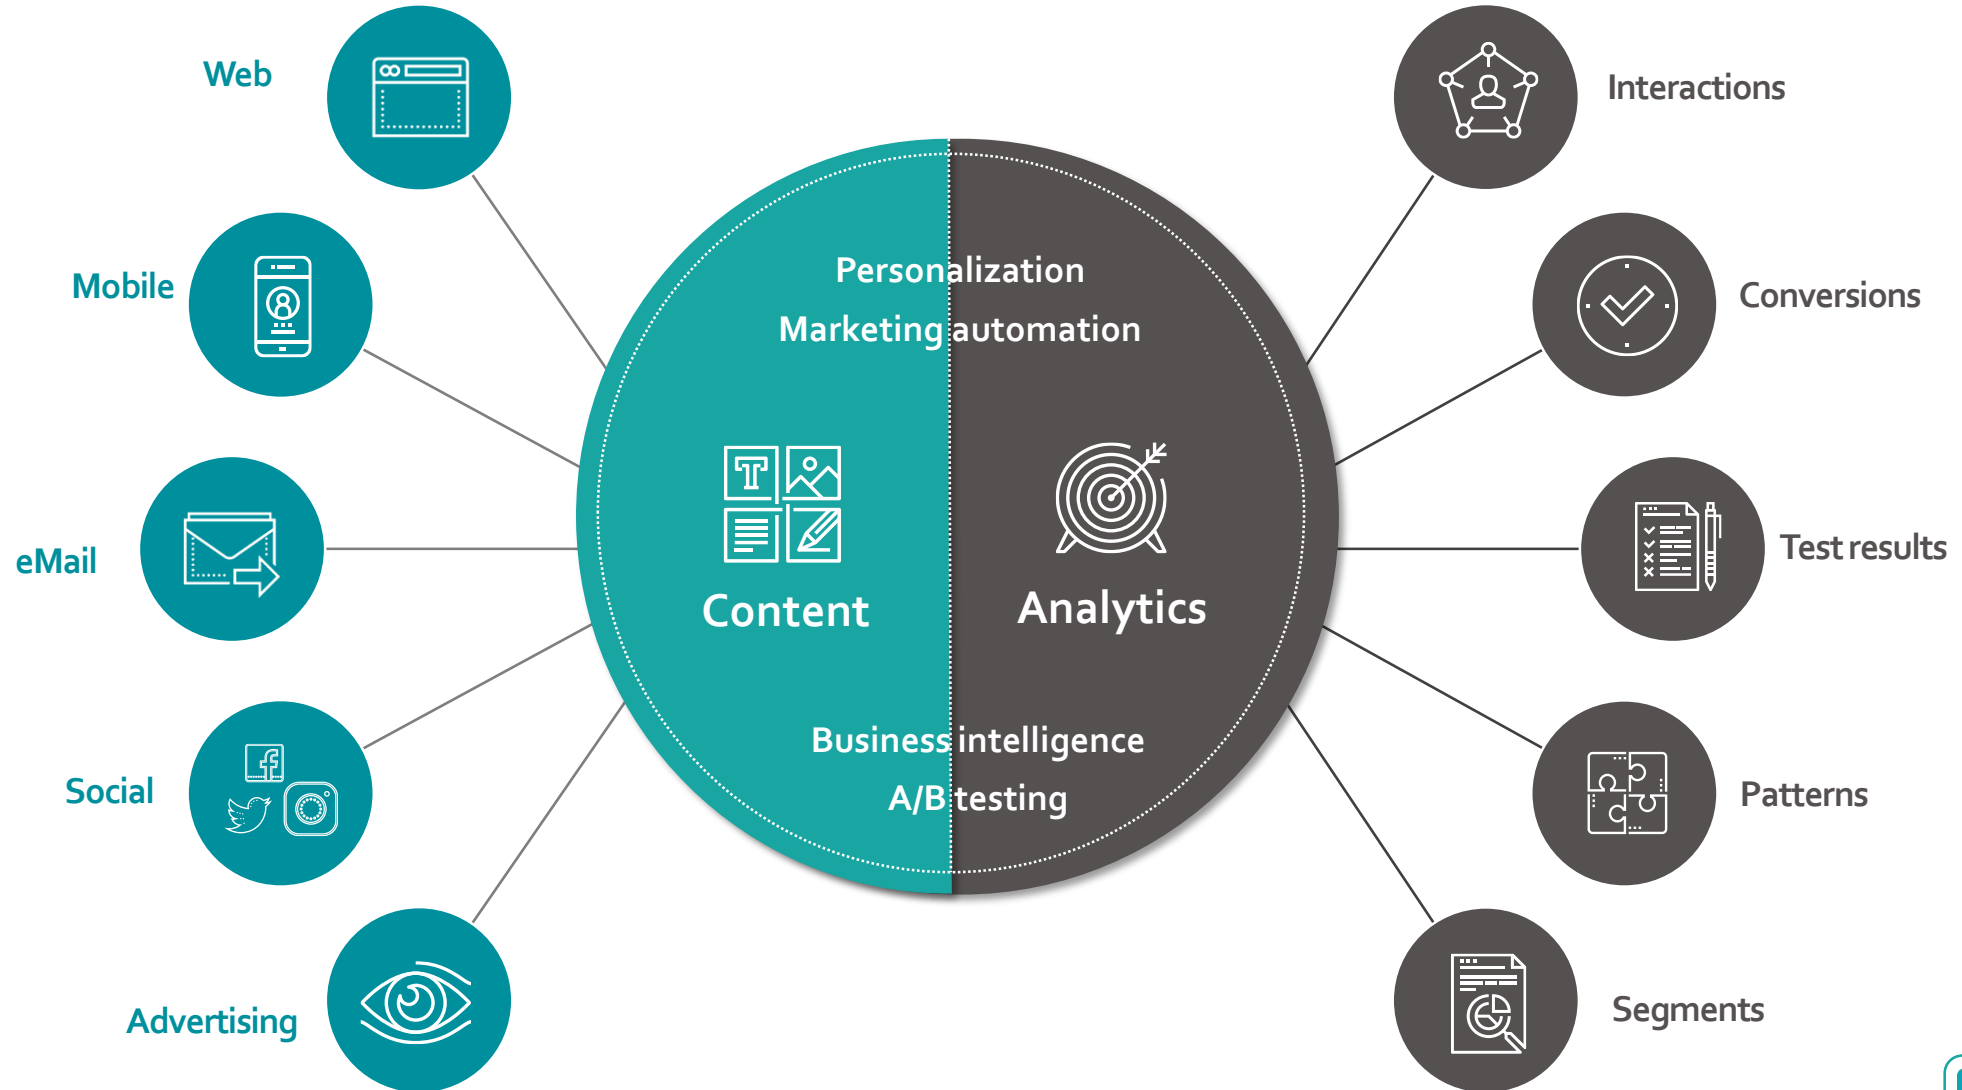 Web
Mobile
eMail
Social
Advertising
Personalization
Marketing automation
T
Content
Analytics
Business intelligence
A/B testing
Interactions
Conversions
Test results
Patterns
Segments